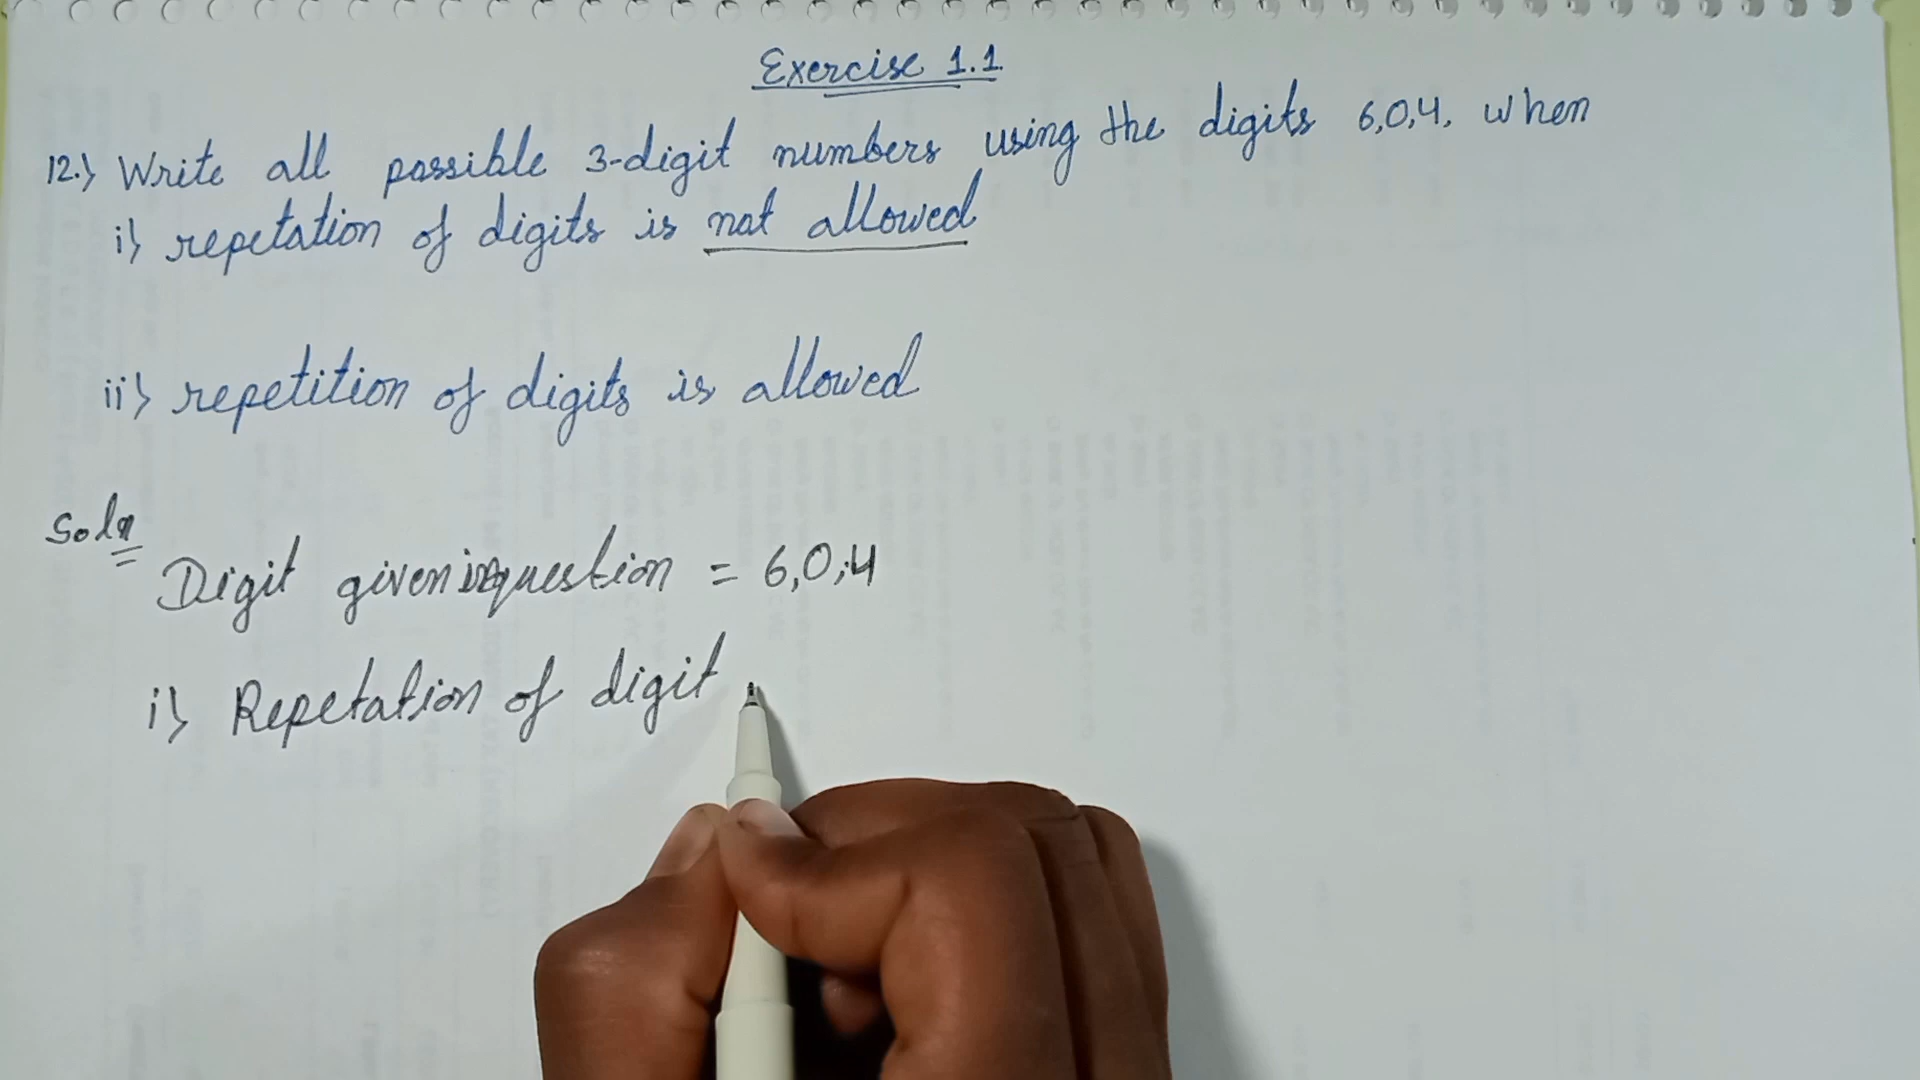 Exercise 1.1
12.) Write all possible 3-digit numbers using the digits 6,0,4, when
i) repetation of digits is not allowed
ii) repetition of digits is allowed
Soln
Digit given in question = 6,0,4
i) Repetation of digit